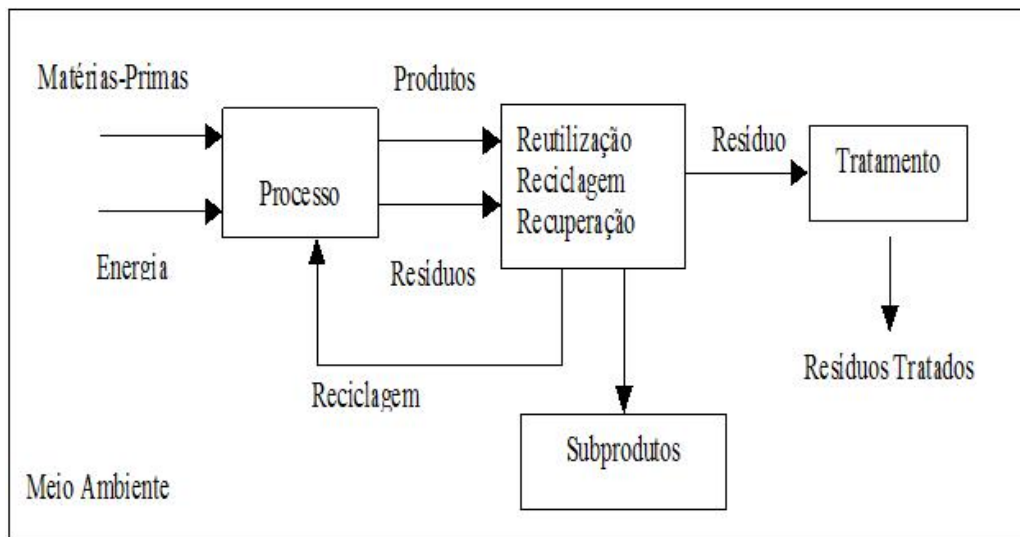 Matérias-Primas
Produtos
Reutilização
Reciclagem
Recuperação
Resíduo
Tratamento
Processo
Energia
Resíduos
Reciclagem
Resíduos Tratados
Subprodutos
Meio Ambiente